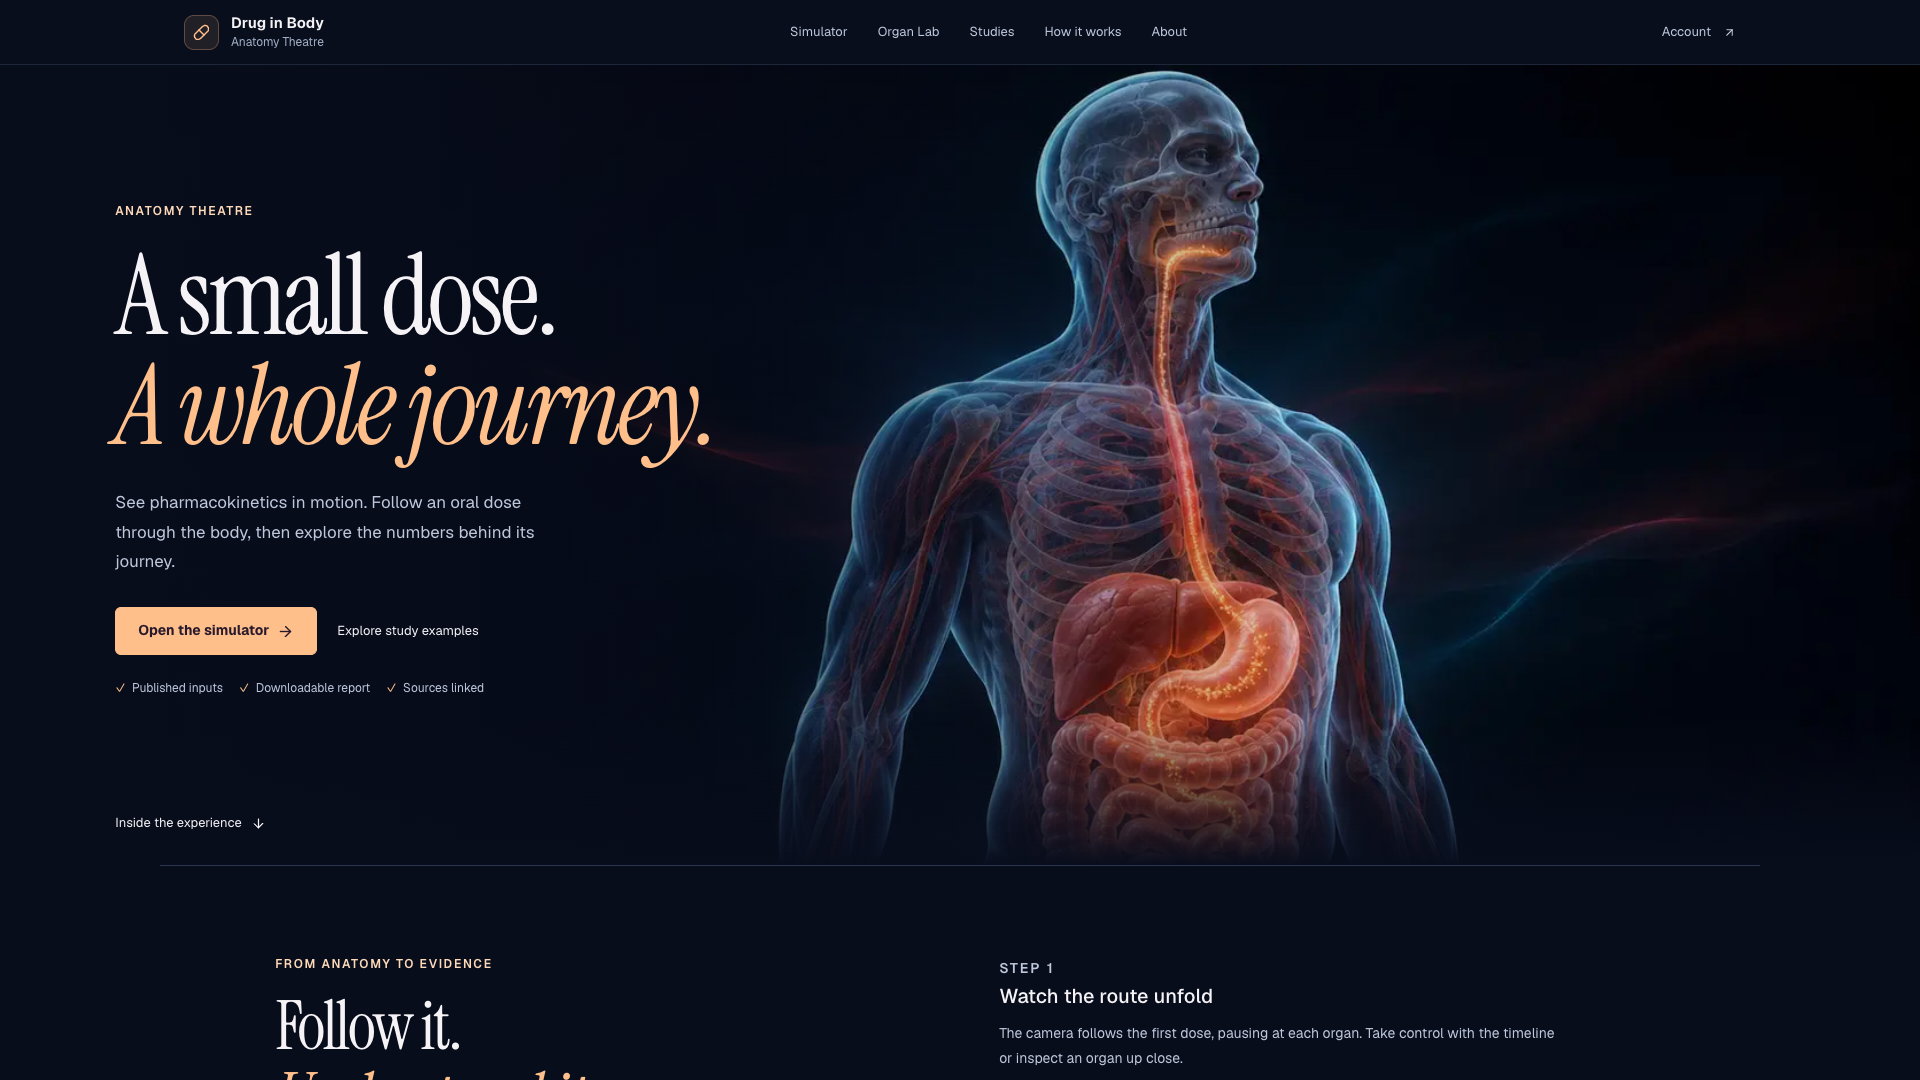 Drug in Body
Anatomy Theatre
Simulator
Organ Lab
Studies
How it works
About
Account
ANATOMY THEATRE
A small dose.
A whole journey.
See pharmacokinetics in motion. Follow an oral dose
through the body, then explore the numbers behind its
journey.
Open the simulator
Explore study examples
Published inputs
Downloadable report
Sources linked
Inside the experience
FROM ANATOMY TO EVIDENCE
Follow it.
STEP 1
Watch the route unfold
The camera follows the first dose, pausing at each organ. Take control with the timeline
or inspect an organ up close.